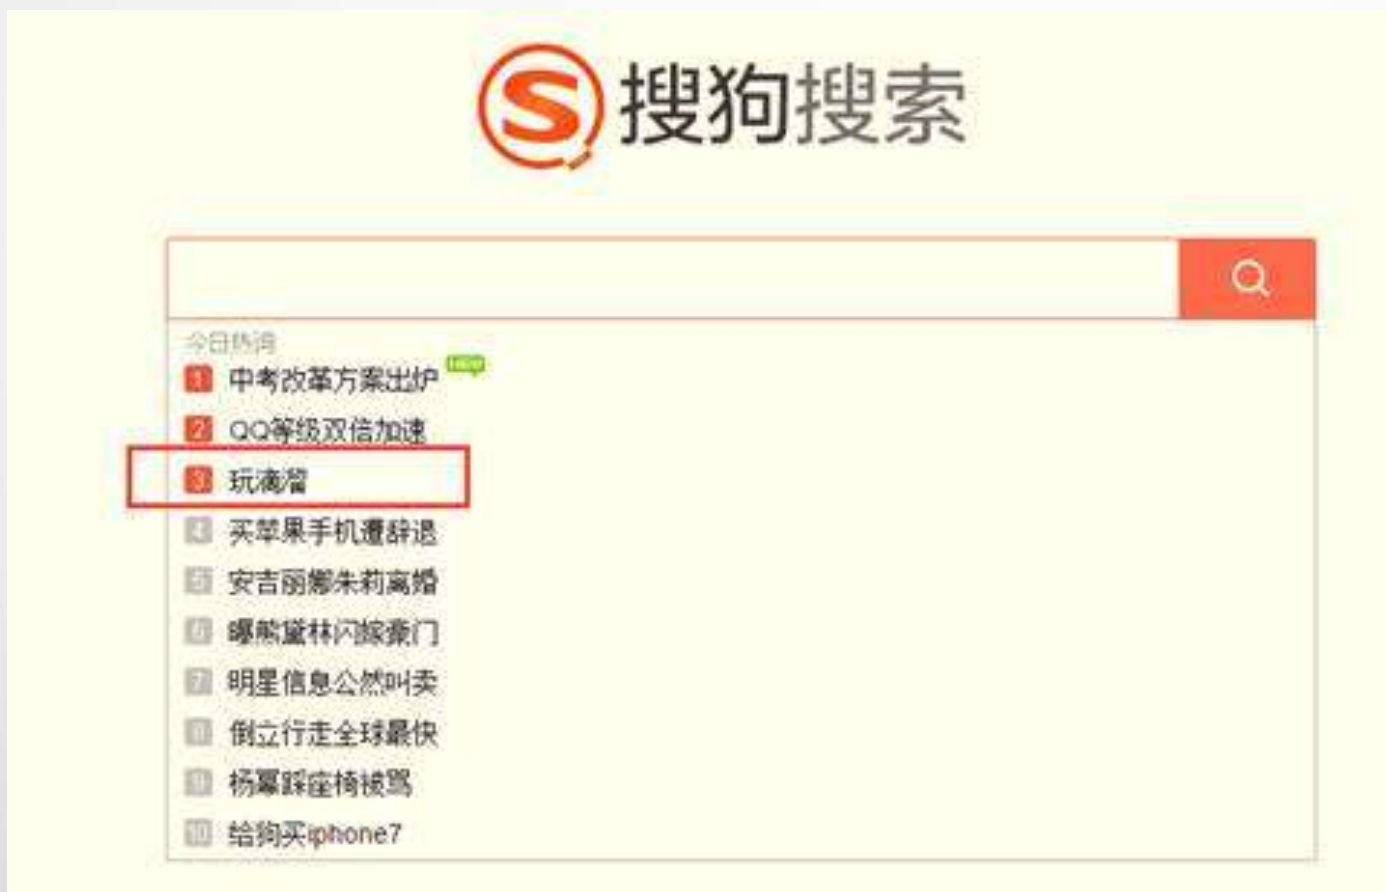 搜狗搜索
今日热词
1 中考改革方案出炉 NEW
2 QQ等级双倍加速
3 玩滴溜
4 买苹果手机遭辞退
5 安吉丽娜朱莉离婚
6 曝熊黛林闪嫁豪门
7 明星信息公然叫卖
8 倒立行走全球最快
9 杨幂踩座椅被骂
10 给狗买iphone7